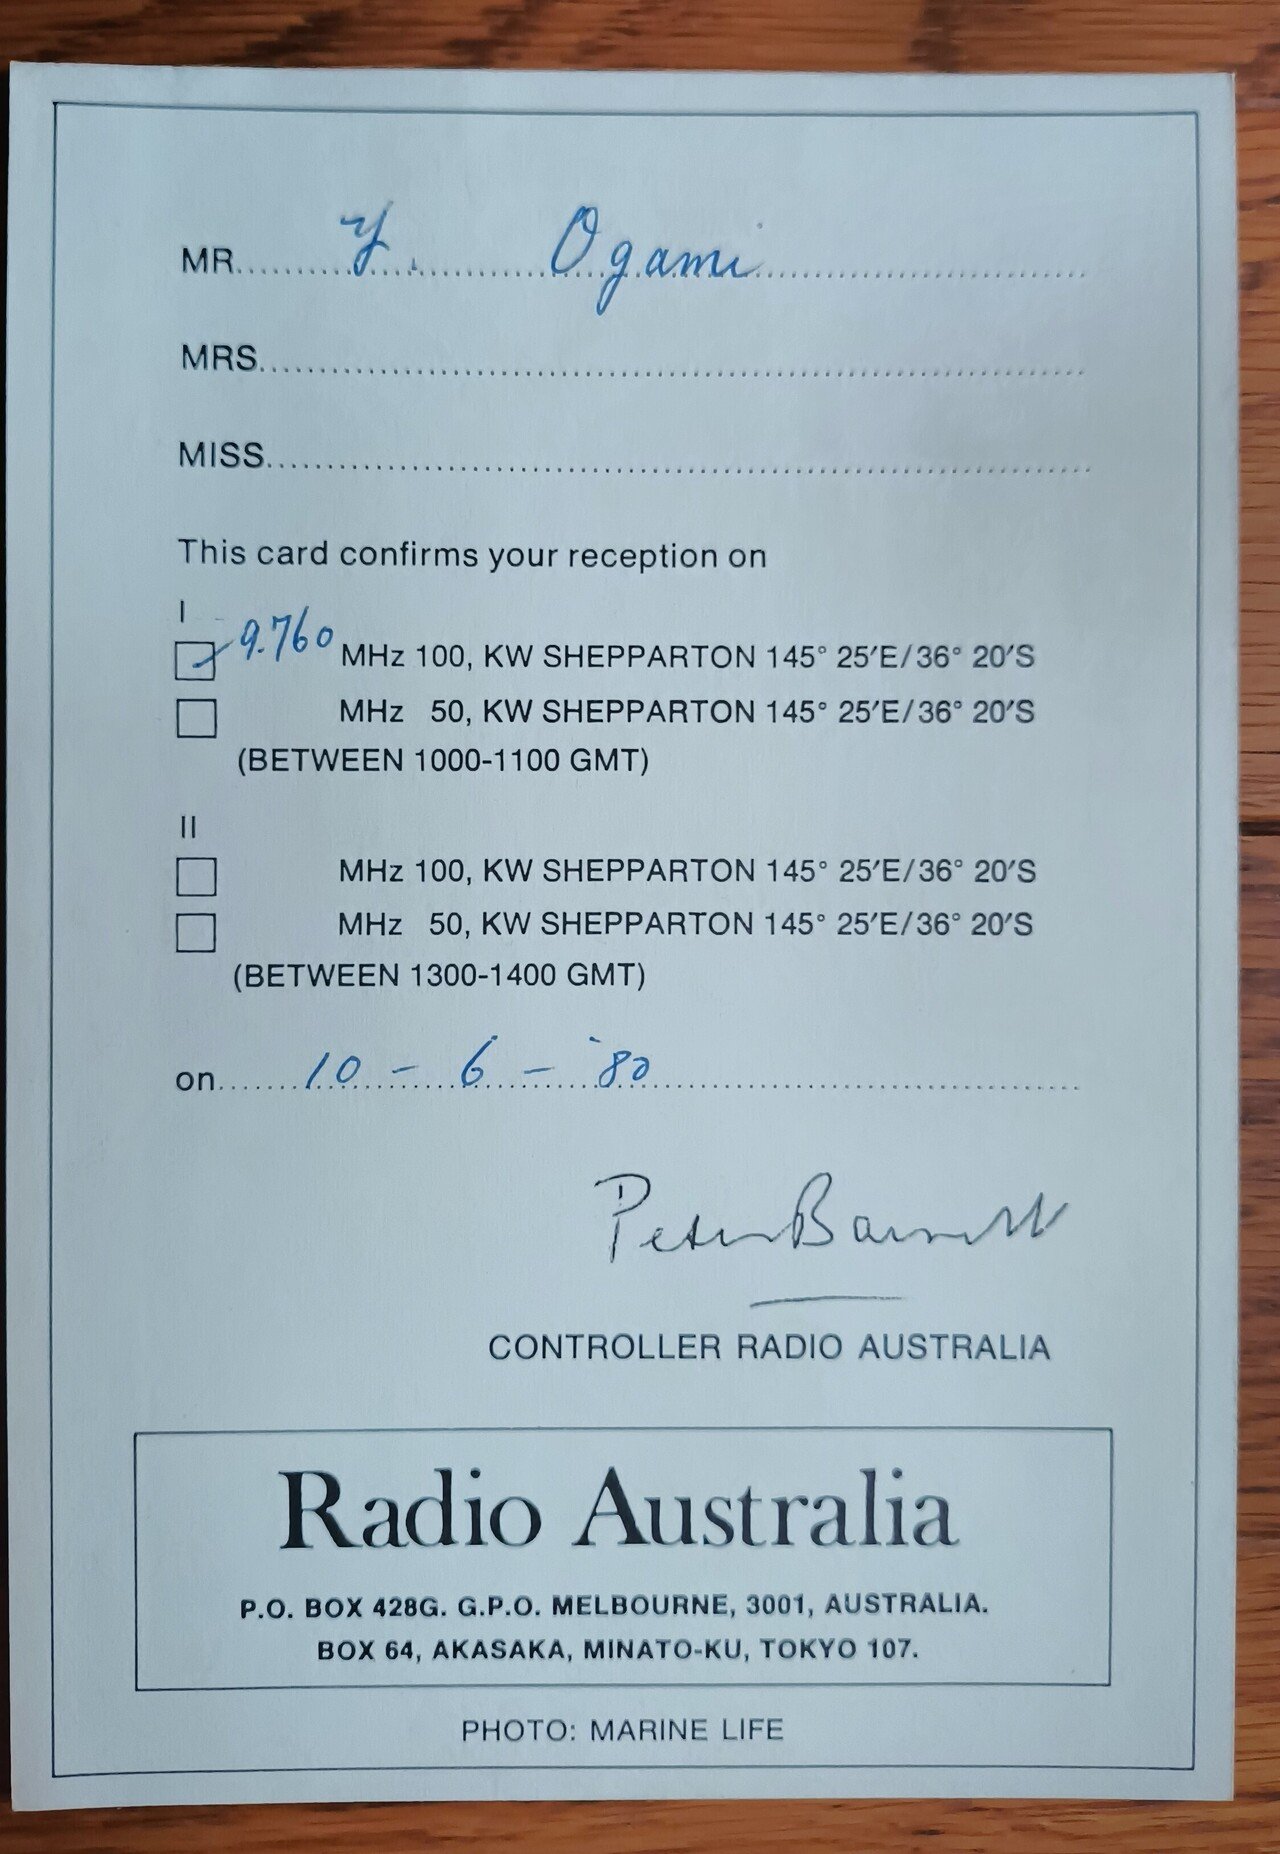 MR. Y. Ogami
MRS
MISS
This card confirms your reception on
I
9.760 MHz 100, KW SHEPPARTON 145° 25′E/36° 20′S
MHz 50, KW SHEPPARTON 145° 25′E/36° 20′S
(BETWEEN 1000-1100 GMT)
II
MHz 100, KW SHEPPARTON 145° 25′E/36° 20′S
MHz 50, KW SHEPPARTON 145° 25′E/36° 20′S
(BETWEEN 1300-1400 GMT)
on 10 - 6 - '80
Peter Barnett
CONTROLLER RADIO AUSTRALIA
Radio Australia
P.O. BOX 428G. G.P.O. MELBOURNE, 3001, AUSTRALIA.
BOX 64, AKASAKA, MINATO-KU, TOKYO 107.
PHOTO: MARINE LIFE